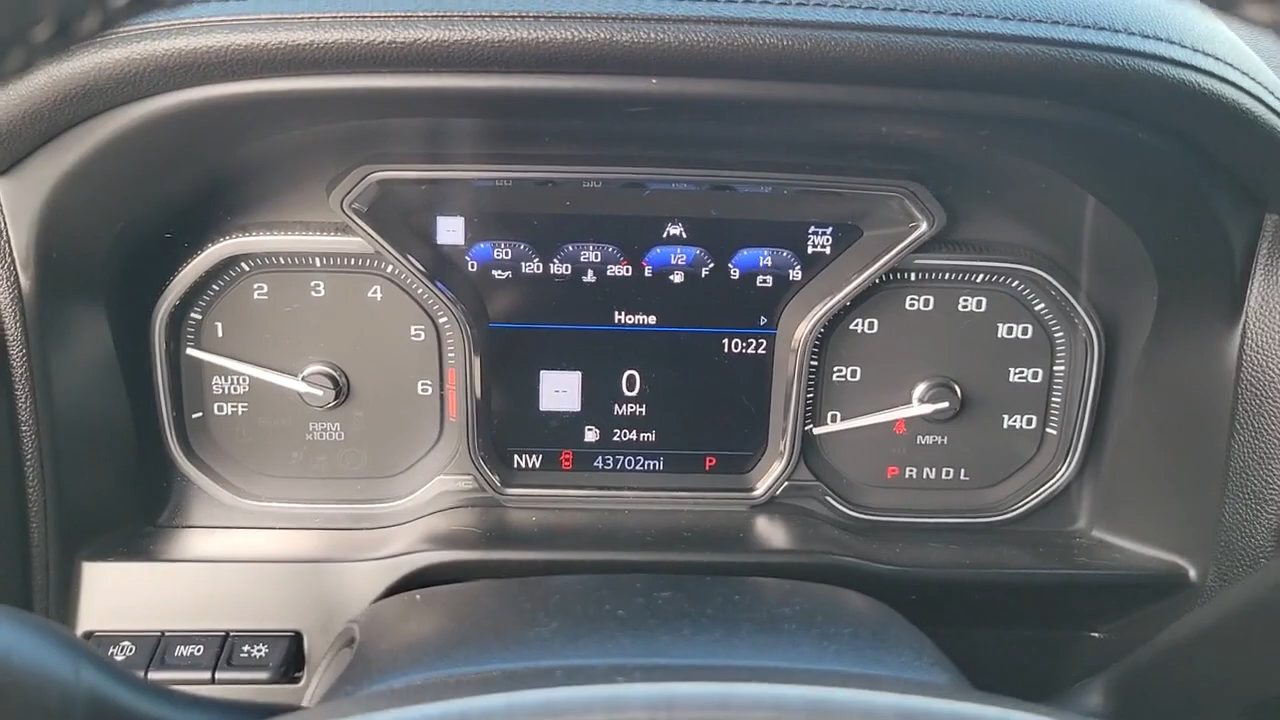 --
60
0 120
210
160 260
1/2
E F
14
9 19
2WD
Home
10:22
--
0
MPH
204 mi
NW 43702mi P
1 2 3 4 5 6
AUTO
STOP
OFF
RPM
x1000
0 20 40 60 80 100 120 140
MPH
P R N D L
HUD
INFO